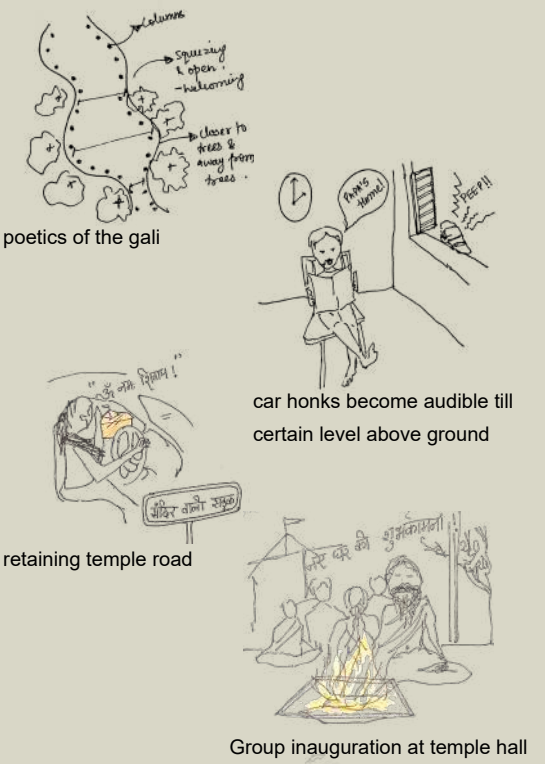 columns
squeezing
& open.
-welcoming
closer to
trees &
away from
trees.
poetics of the gali
PAPA'S
Home!
PEEP!!
car honks become audible till
certain level above ground
"ॐ नमः शिवाय!"
मंदिर वाली सड़क
retaining temple road
नए घर की शुभकामना!
Group inauguration at temple hall